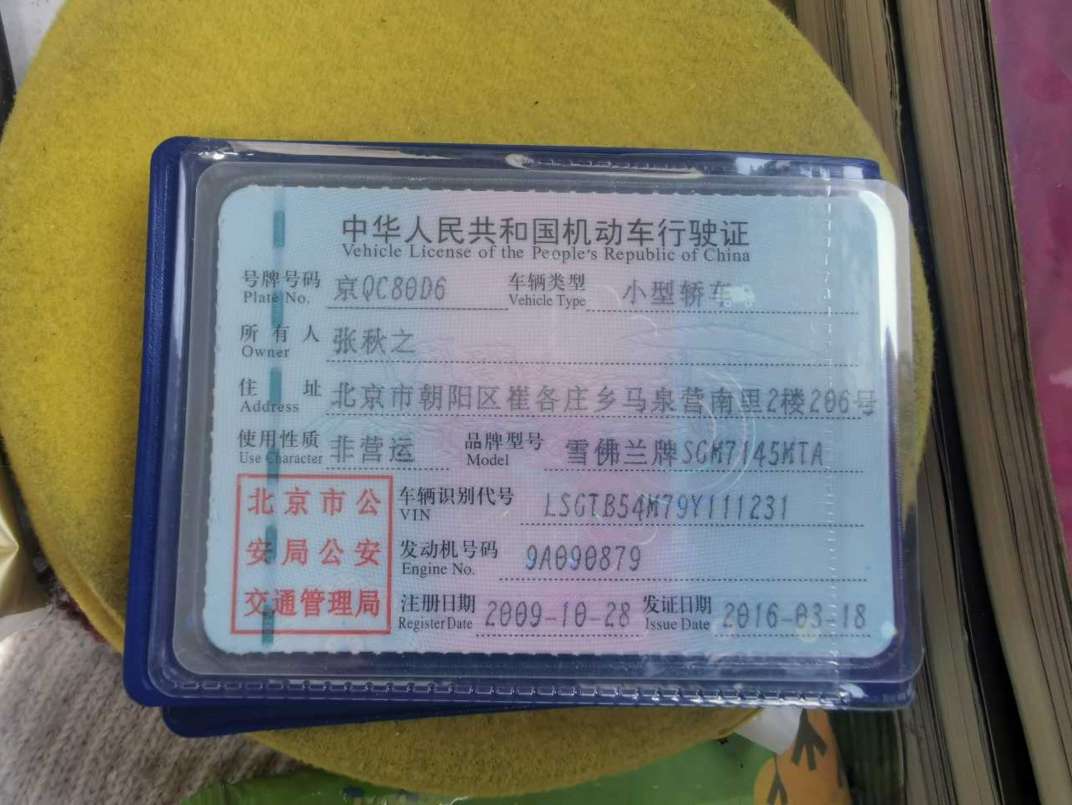 中华人民共和国机动车行驶证
Vehicle License of the People's Republic of China
号牌号码 京QC80D6 车辆类型 小型轿车
Plate No. Vehicle Type
所有人 张秋之
Owner
住址 北京市朝阳区崔各庄乡马泉营南里2楼206号
Address
使用性质 非营运 品牌型号 雪佛兰牌SGM7145MTA
Use Character Model
北京市公 车辆识别代号 LSGTB54M79Y111231
VIN
安局公安 发动机号码 9A090879
Engine No.
交通管理局 注册日期 2009-10-28 发证日期 2016-03-18
Register Date Issue Date